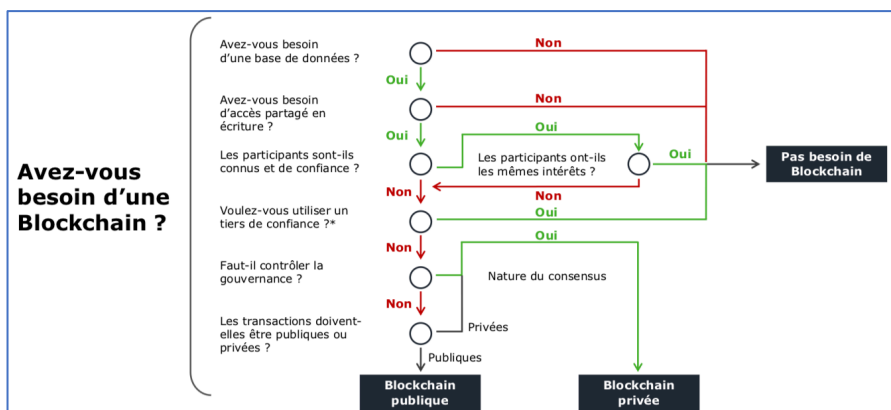 Avez-vous
besoin d’une
Blockchain ?
Avez-vous besoin
d’une base de données ?
Non
Oui
Avez-vous besoin
d’accès partagé en
écriture ?
Non
Oui
Oui
Les participants sont-ils
connus et de confiance ?
Les participants ont-ils
les mêmes intérêts ?
Oui
Pas besoin de
Blockchain
Non
Non
Voulez-vous utiliser un
tiers de confiance ?*
Oui
Non
Oui
Faut-il contrôler la
gouvernance ?
Nature du consensus
Non
Les transactions doivent-
elles être publiques ou
privées ?
Privées
Publiques
Blockchain
publique
Blockchain
privée